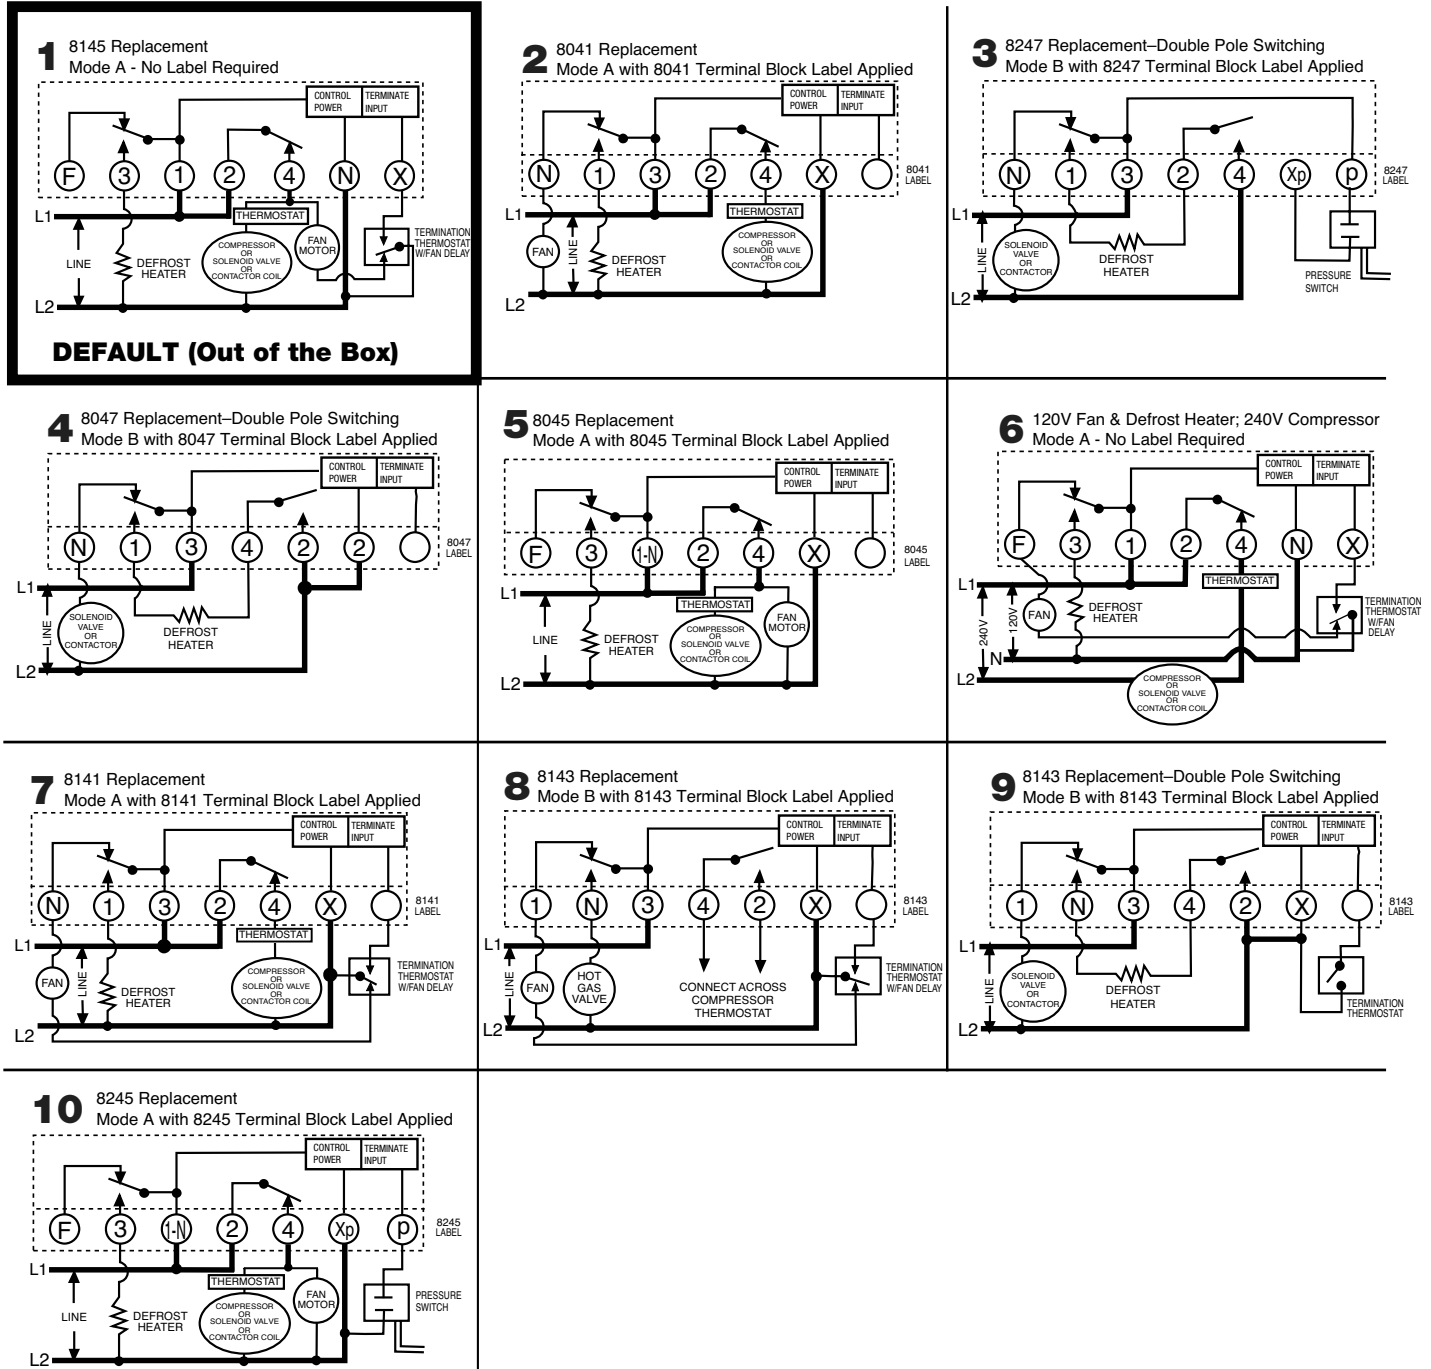 1 8145 Replacement
Mode A - No Label Required
CONTROL POWER
TERMINATE INPUT
F 3 1 2 4 N X
L1
THERMOSTAT
LINE
DEFROST HEATER
COMPRESSOR
OR
SOLENOID VALVE
OR
CONTACTOR COIL
FAN MOTOR
TERMINATION
THERMOSTAT
W/FAN DELAY
L2
DEFAULT (Out of the Box)
2 8041 Replacement
Mode A with 8041 Terminal Block Label Applied
CONTROL POWER
TERMINATE INPUT
N 1 3 2 4 X
8041
LABEL
L1
THERMOSTAT
FAN
LINE
DEFROST
HEATER
COMPRESSOR
OR
SOLENOID VALVE
OR
CONTACTOR COIL
L2
3 8247 Replacement–Double Pole Switching
Mode B with 8247 Terminal Block Label Applied
N 1 3 2 4 Xp p
8247
LABEL
L1
LINE
SOLENOID
VALVE
OR
CONTACTOR
DEFROST
HEATER
PRESSURE
SWITCH
L2
4 8047 Replacement–Double Pole Switching
Mode B with 8047 Terminal Block Label Applied
CONTROL POWER
TERMINATE INPUT
N 1 3 4 2 2
8047
LABEL
L1
LINE
SOLENOID
VALVE
OR
CONTACTOR
DEFROST
HEATER
L2
5 8045 Replacement
Mode A with 8045 Terminal Block Label Applied
CONTROL POWER
TERMINATE INPUT
F 3 1-N 2 4 X
8045
LABEL
L1
THERMOSTAT
LINE
DEFROST
HEATER
COMPRESSOR
OR
SOLENOID VALVE
OR
CONTACTOR COIL
FAN
MOTOR
L2
6 120V Fan & Defrost Heater; 240V Compressor
Mode A - No Label Required
CONTROL POWER
TERMINATE INPUT
F 3 1 2 4 N X
L1
THERMOSTAT
240V
120V
FAN
DEFROST
HEATER
TERMINATION
THERMOSTAT
W/FAN
DELAY
N
L2
COMPRESSOR
OR
SOLENOID VALVE
OR
CONTACTOR COIL
7 8141 Replacement
Mode A with 8141 Terminal Block Label Applied
CONTROL POWER
TERMINATE INPUT
N 1 3 2 4 X
8141
LABEL
L1
THERMOSTAT
FAN
LINE
DEFROST
HEATER
COMPRESSOR
OR
SOLENOID VALVE
OR
CONTACTOR COIL
TERMINATION
THERMOSTAT
W/FAN DELAY
L2
8 8143 Replacement
Mode B with 8143 Terminal Block Label Applied
CONTROL POWER
TERMINATE INPUT
1 N 3 4 2 X
8143
LABEL
L1
LINE
FAN
HOT
GAS
VALVE
CONNECT ACROSS
COMPRESSOR
THERMOSTAT
TERMINATION
THERMOSTAT
W/FAN DELAY
L2
9 8143 Replacement–Double Pole Switching
Mode B with 8143 Terminal Block Label Applied
CONTROL POWER
TERMINATE INPUT
1 N 3 4 2 X
8143
LABEL
L1
LINE
SOLENOID
VALVE
OR
CONTACTOR
DEFROST
HEATER
TERMINATION
THERMOSTAT
L2
10 8245 Replacement
Mode A with 8245 Terminal Block Label Applied
CONTROL POWER
TERMINATE INPUT
F 3 1-N 2 4 Xp p
8245
LABEL
L1
THERMOSTAT
LINE
DEFROST
HEATER
COMPRESSOR
OR
SOLENOID VALVE
OR
CONTACTOR COIL
FAN
MOTOR
PRESSURE
SWITCH
L2